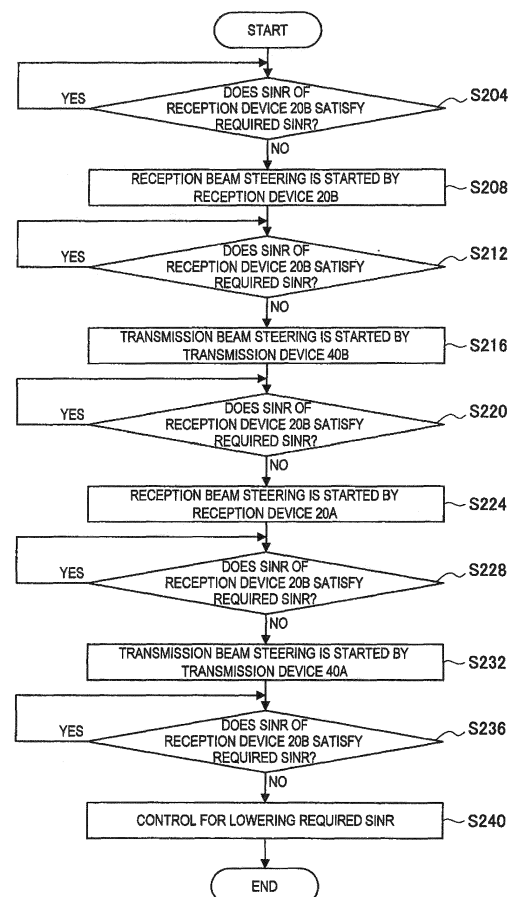 START
DOES SINR OF
RECEPTION DEVICE 20B SATISFY
REQUIRED SINR?
S204
YES
NO
RECEPTION BEAM STEERING IS STARTED BY
RECEPTION DEVICE 20B
S208
DOES SINR OF
RECEPTION DEVICE 20B SATISFY
REQUIRED SINR?
S212
YES
NO
TRANSMISSION BEAM STEERING IS STARTED BY
TRANSMISSION DEVICE 40B
S216
DOES SINR OF
RECEPTION DEVICE 20B SATISFY
REQUIRED SINR?
S220
YES
NO
RECEPTION BEAM STEERING IS STARTED BY
RECEPTION DEVICE 20A
S224
DOES SINR OF
RECEPTION DEVICE 20B SATISFY
REQUIRED SINR?
S228
YES
NO
TRANSMISSION BEAM STEERING IS STARTED BY
TRANSMISSION DEVICE 40A
S232
DOES SINR OF
RECEPTION DEVICE 20B SATISFY
REQUIRED SINR?
S236
YES
NO
CONTROL FOR LOWERING REQUIRED SINR
S240
END